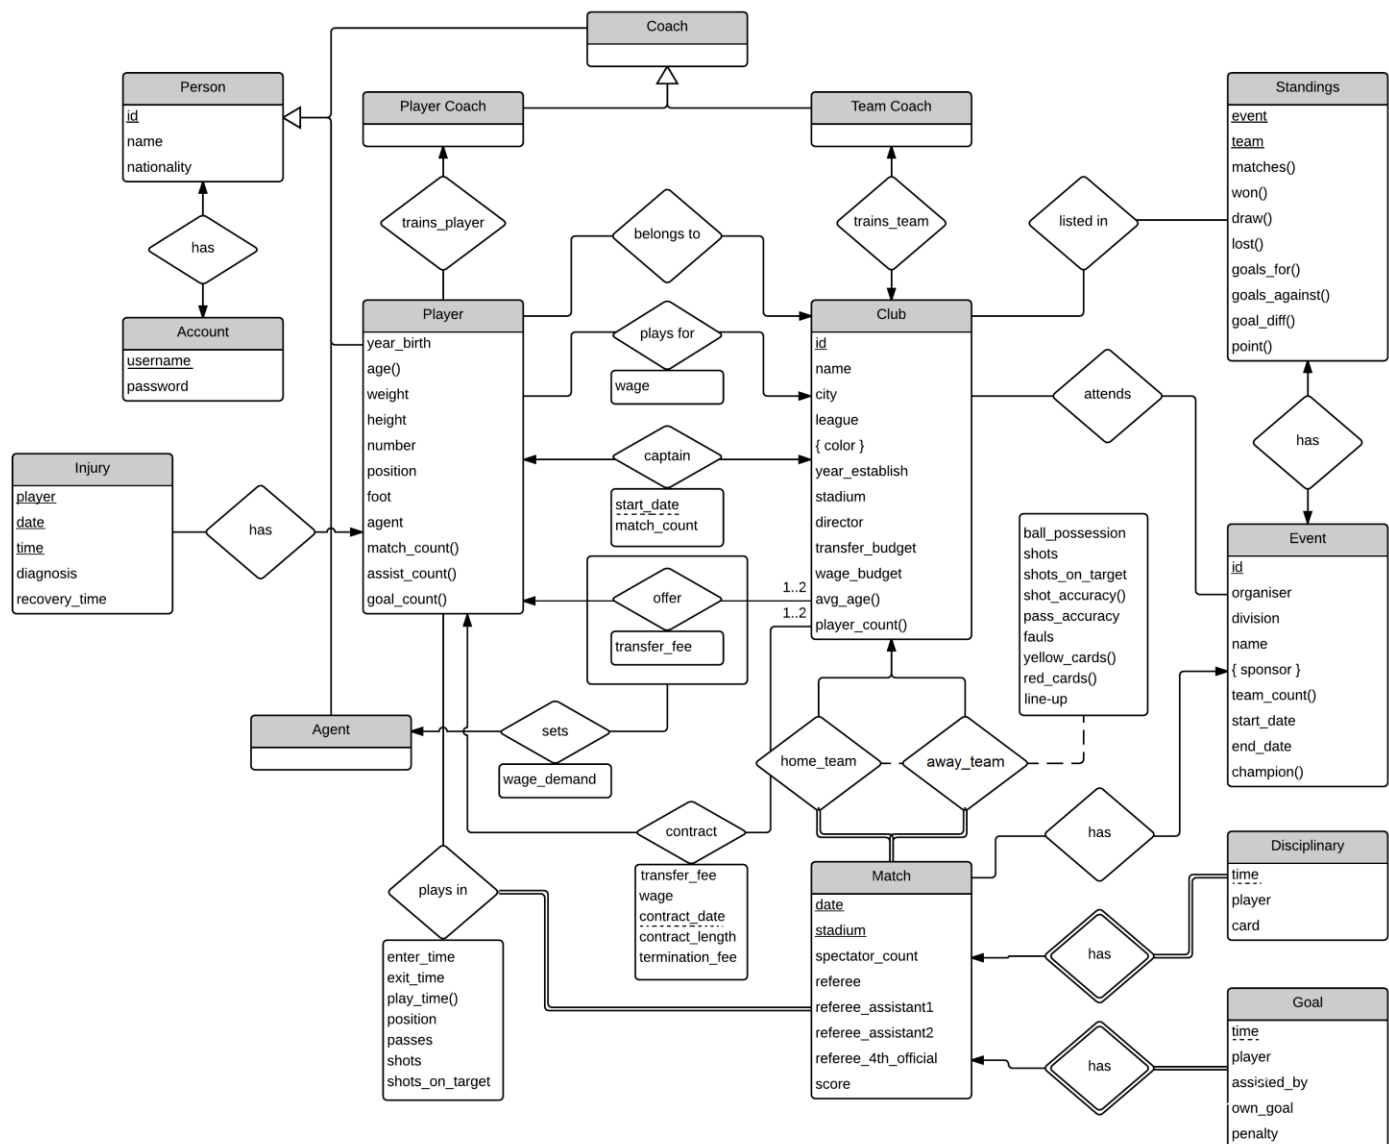 Coach
Person
id
name
nationality
Player Coach
Team Coach
Standings
event
team
matches()
won()
draw()
lost()
goals_for()
goals_against()
goal_diff()
point()
has
trains_player
belongs to
trains_team
listed in
Account
username
password
Player
year_birth
age()
weight
height
number
position
foot
agent
match_count()
assist_count()
goal_count()
plays for
wage
captain
start_date
match_count
offer
transfer_fee
Club
id
name
city
league
{ color }
year_establish
stadium
director
transfer_budget
wage_budget
avg_age()
player_count()
1..2
1..2
attends
has
Injury
player
date
time
diagnosis
recovery_time
has
ball_possession
shots
shots_on_target
shot_accuracy()
pass_accuracy
fauls
yellow_cards()
red_cards()
line-up
Event
id
organiser
division
name
{ sponsor }
team_count()
start_date
end_date
champion()
Agent
sets
wage_demand
home_team
away_team
contract
transfer_fee
wage
contract_date
contract_length
termination_fee
has
plays in
enter_time
exit_time
play_time()
position
passes
shots
shots_on_target
Match
date
stadium
spectator_count
referee
referee_assistant1
referee_assistant2
referee_4th_official
score
Disciplinary
time
player
card
has
Goal
time
player
assisted_by
own_goal
penalty
has